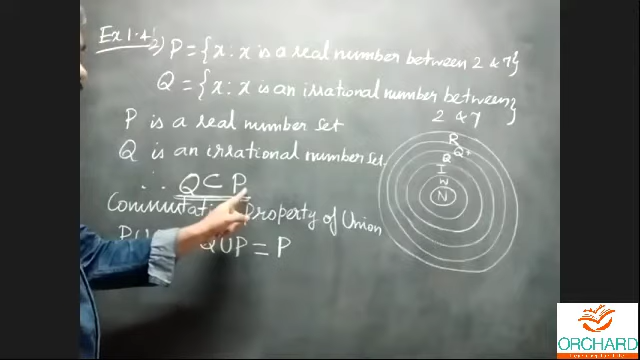 Ex 1.4
2) P = {x : x is a real number between 2 & 7}
Q = {x : x is an irrational number between 2 & 7}
P is a real number set
Q is an irrational number set
∴ Q ⊂ P
Property of Union
Q ∪ P = P
R
Q
I
W
N
ORCHARD